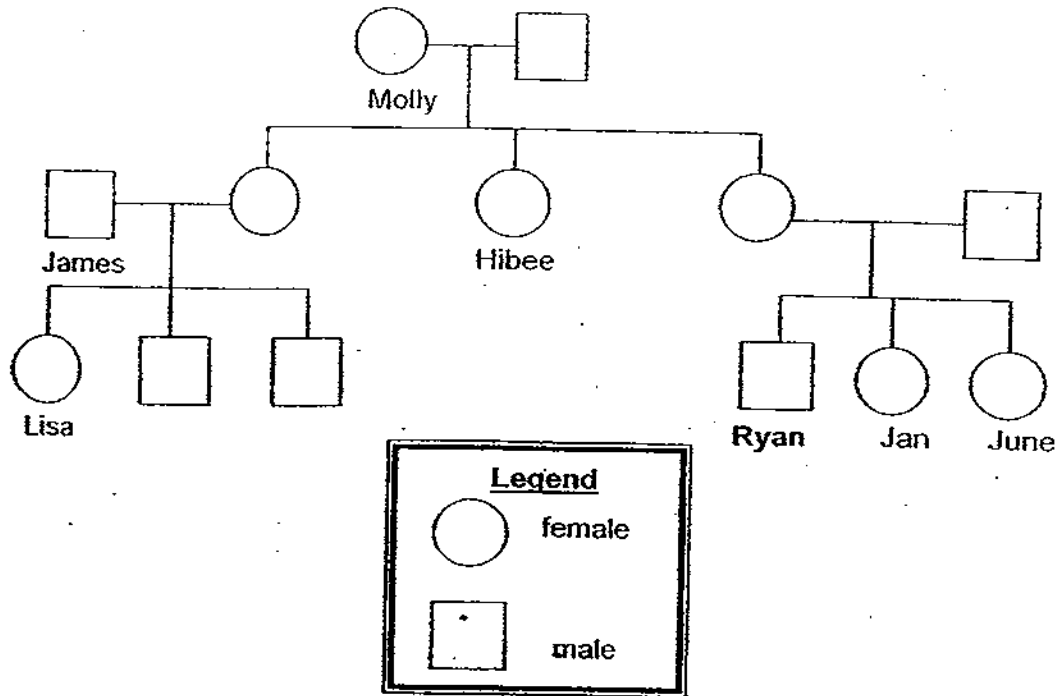 Molly
James
Hibee
Lisa
Ryan
Jan
June
Legend
female
male